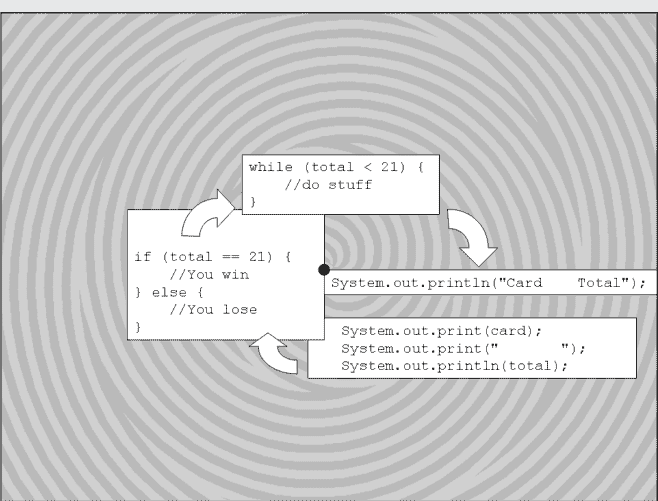 while (total < 21) {
    //do stuff
}
if (total == 21) {
    //You win
} else {
    //You lose
}
System.out.println("Card    Total");
System.out.print(card);
System.out.print("        ");
System.out.println(total);